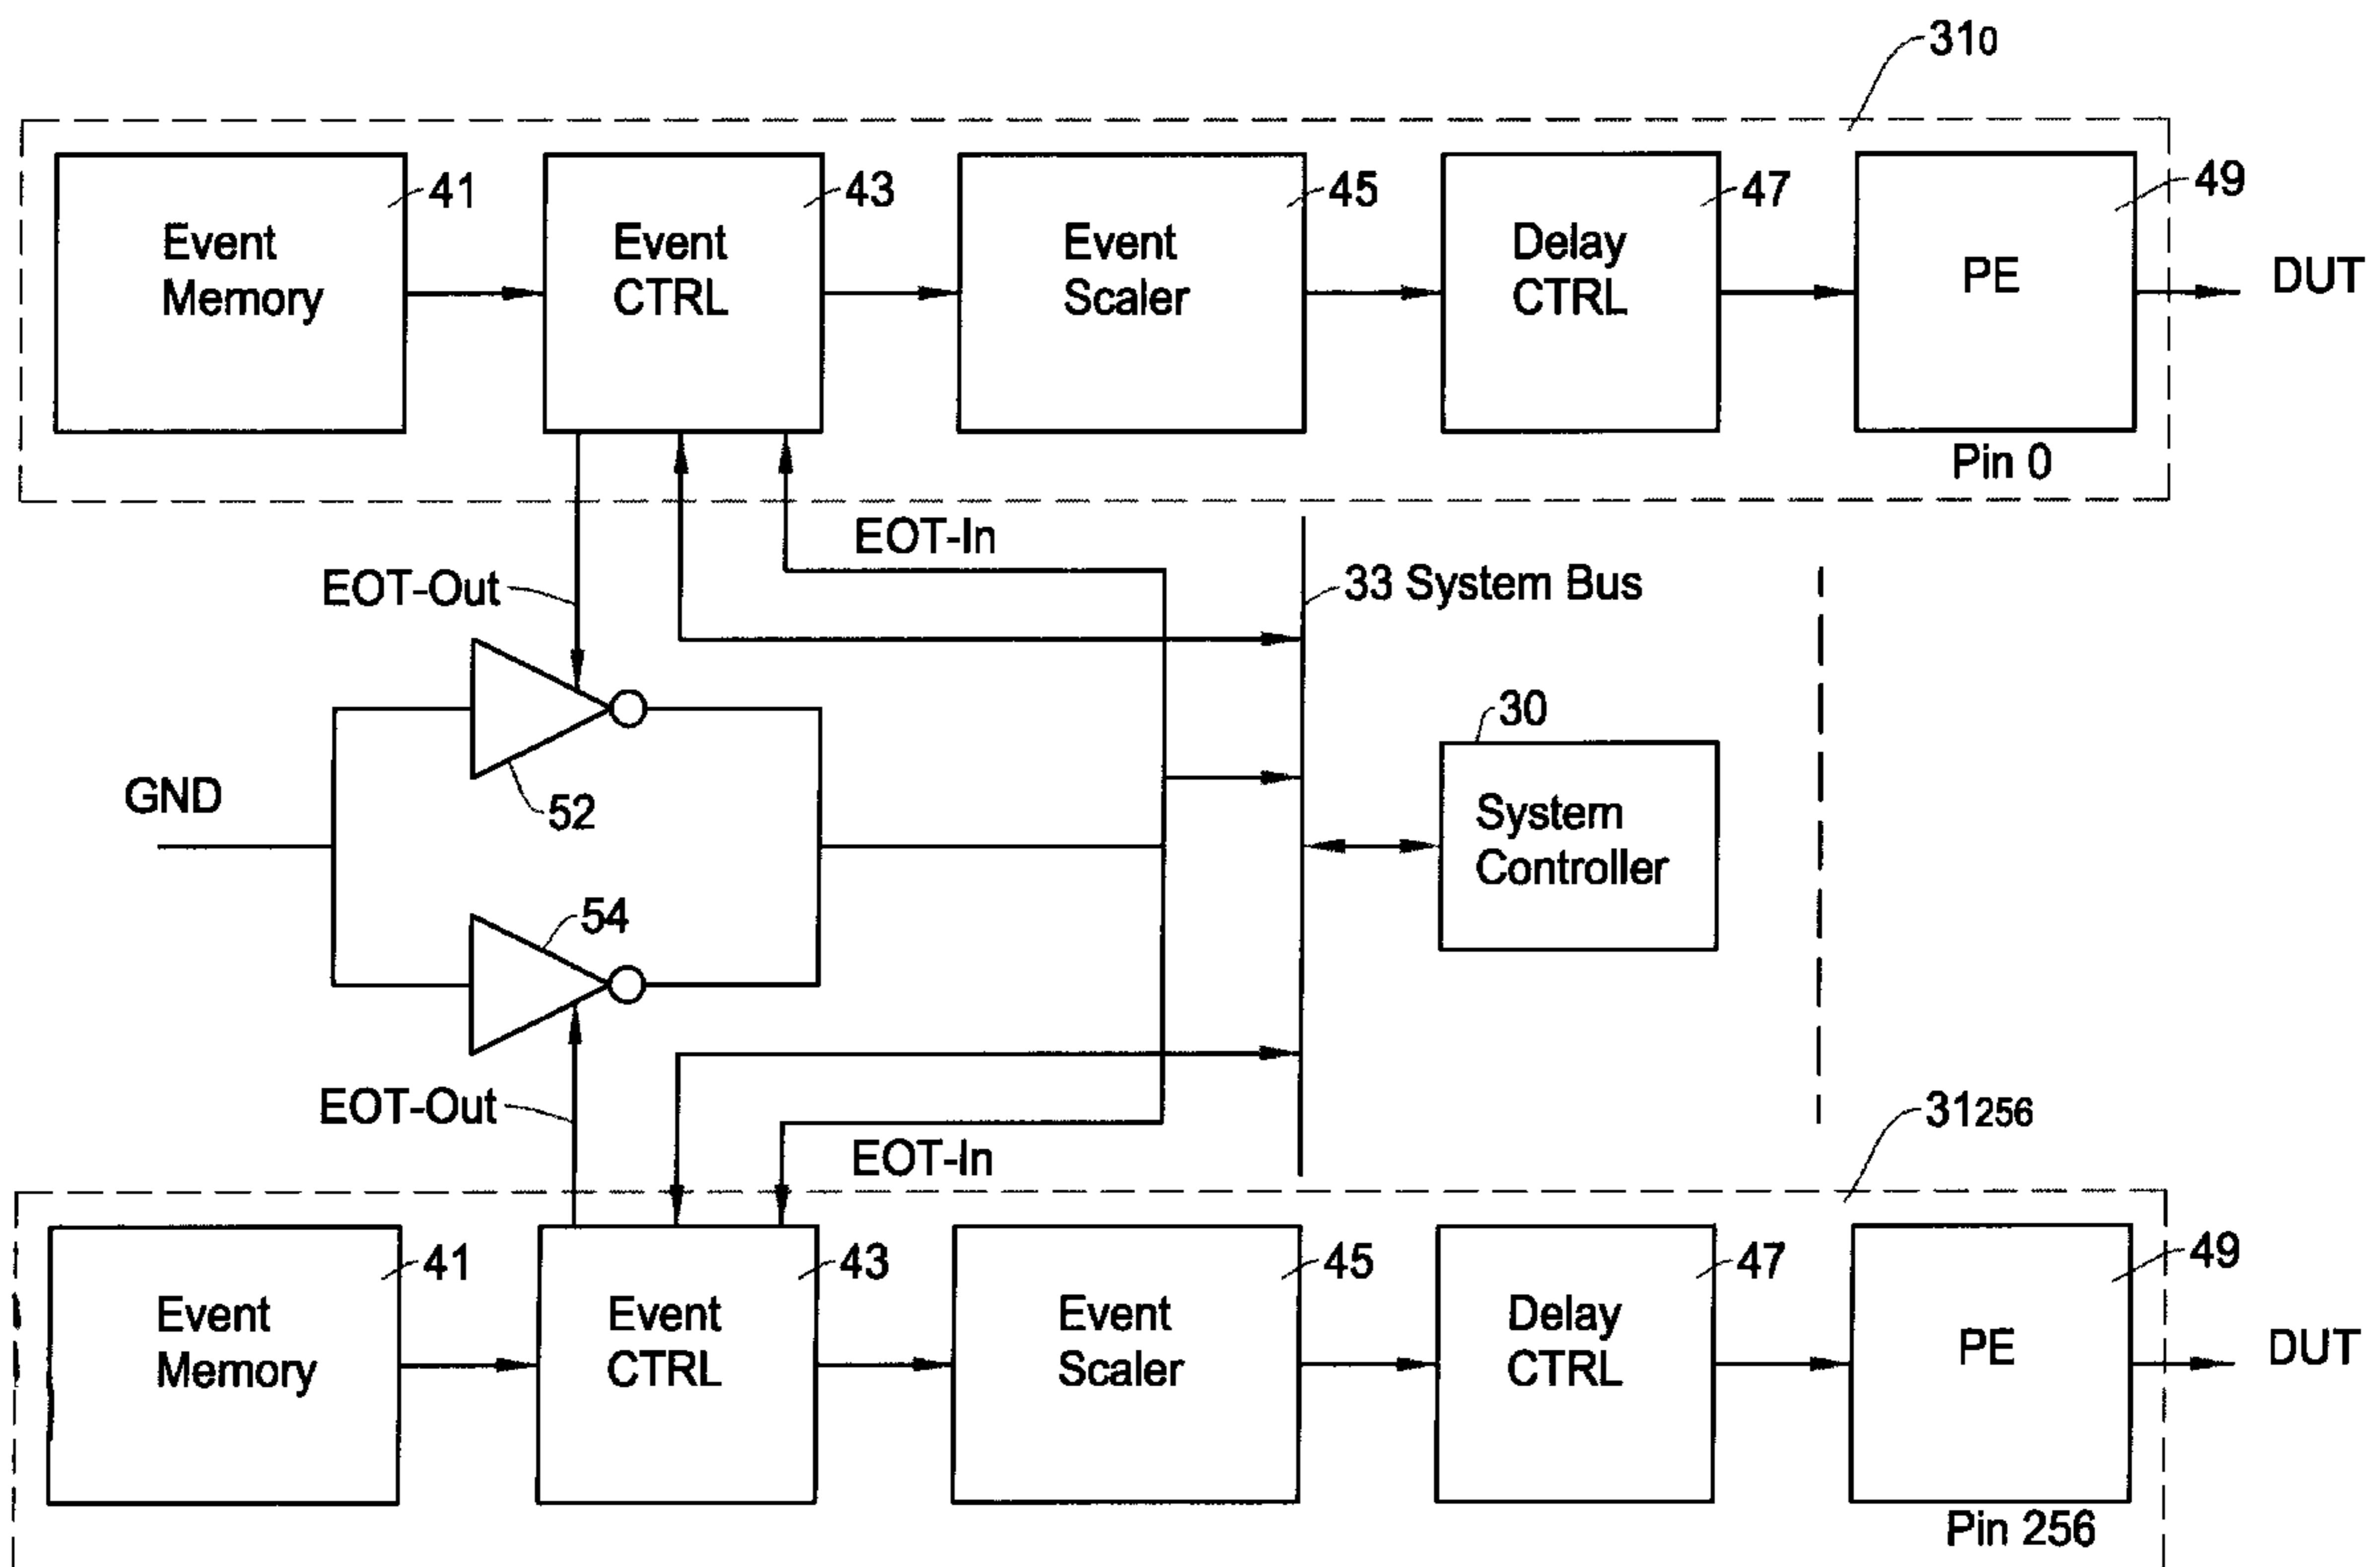 310
41
43
45
47
49
Event
Memory
Event
CTRL
Event
Scaler
Delay
CTRL
PE
DUT
Pin 0
EOT-In
EOT-Out
33 System Bus
30
GND
52
System
Controller
54
EOT-Out
31256
EOT-In
41
43
45
47
49
Event
Memory
Event
CTRL
Event
Scaler
Delay
CTRL
PE
DUT
Pin 256